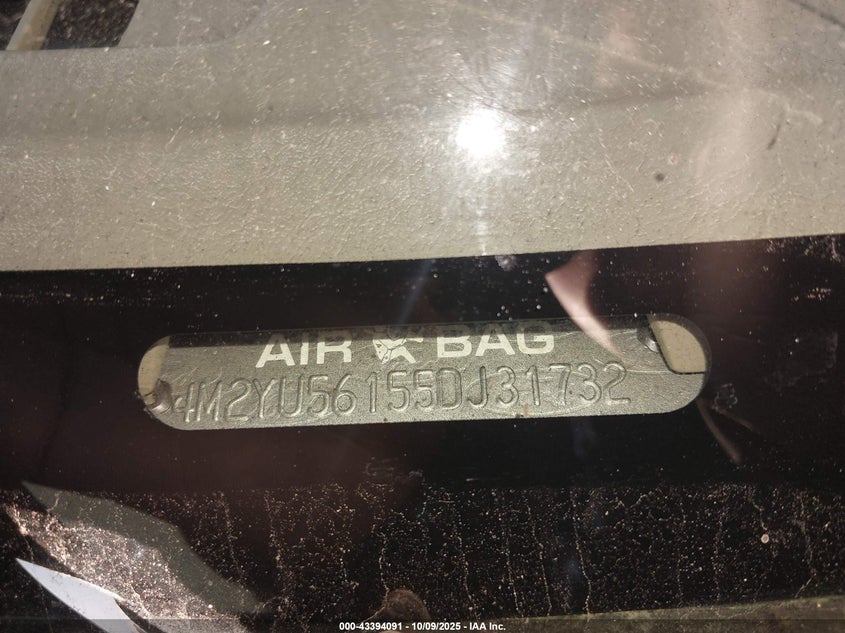 AIR BAG
4M2YU56155DJ31732
000-43394091 - 10/09/2025 - IAA Inc.